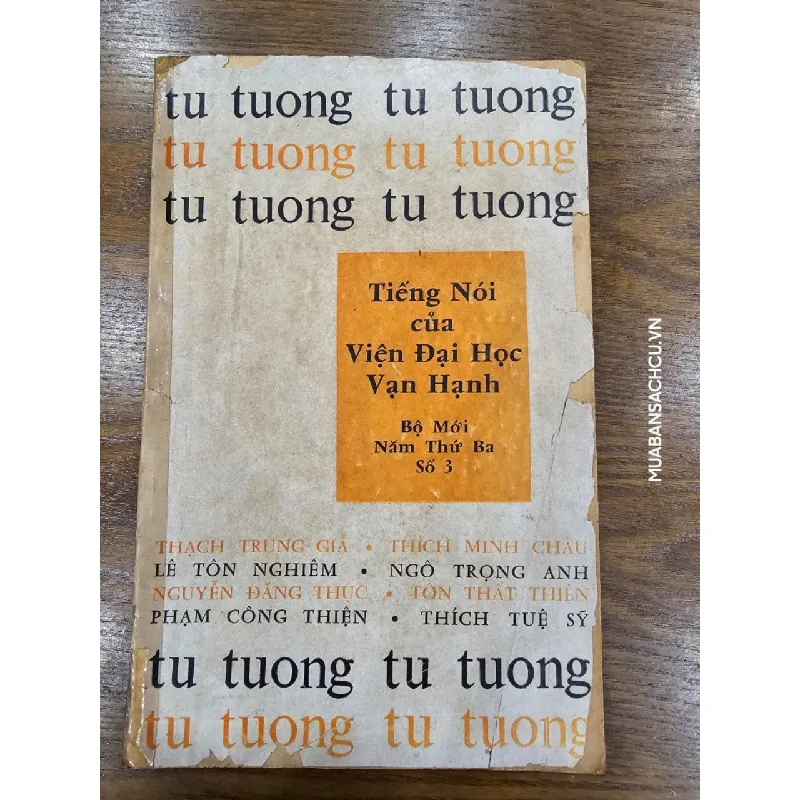 tu tuong tu tuong
tu tuong tu tuong
tu tuong tu tuong
Tiếng Nói
của
Viện Đại Học
Vạn Hạnh
Bộ Mới
Năm Thứ Ba
Số 3
THẠCH TRUNG GIẢ • THÍCH MINH CHÂU
LÊ TÔN NGHIÊM • NGÔ TRỌNG ANH
NGUYỄN ĐĂNG THỤC • TÔN THẤT THIỆN
PHẠM CÔNG THIỆN • THÍCH TUỆ SỸ
tu tuong tu tuong
tu tuong tu tuong
MUABANSACHCU.VN